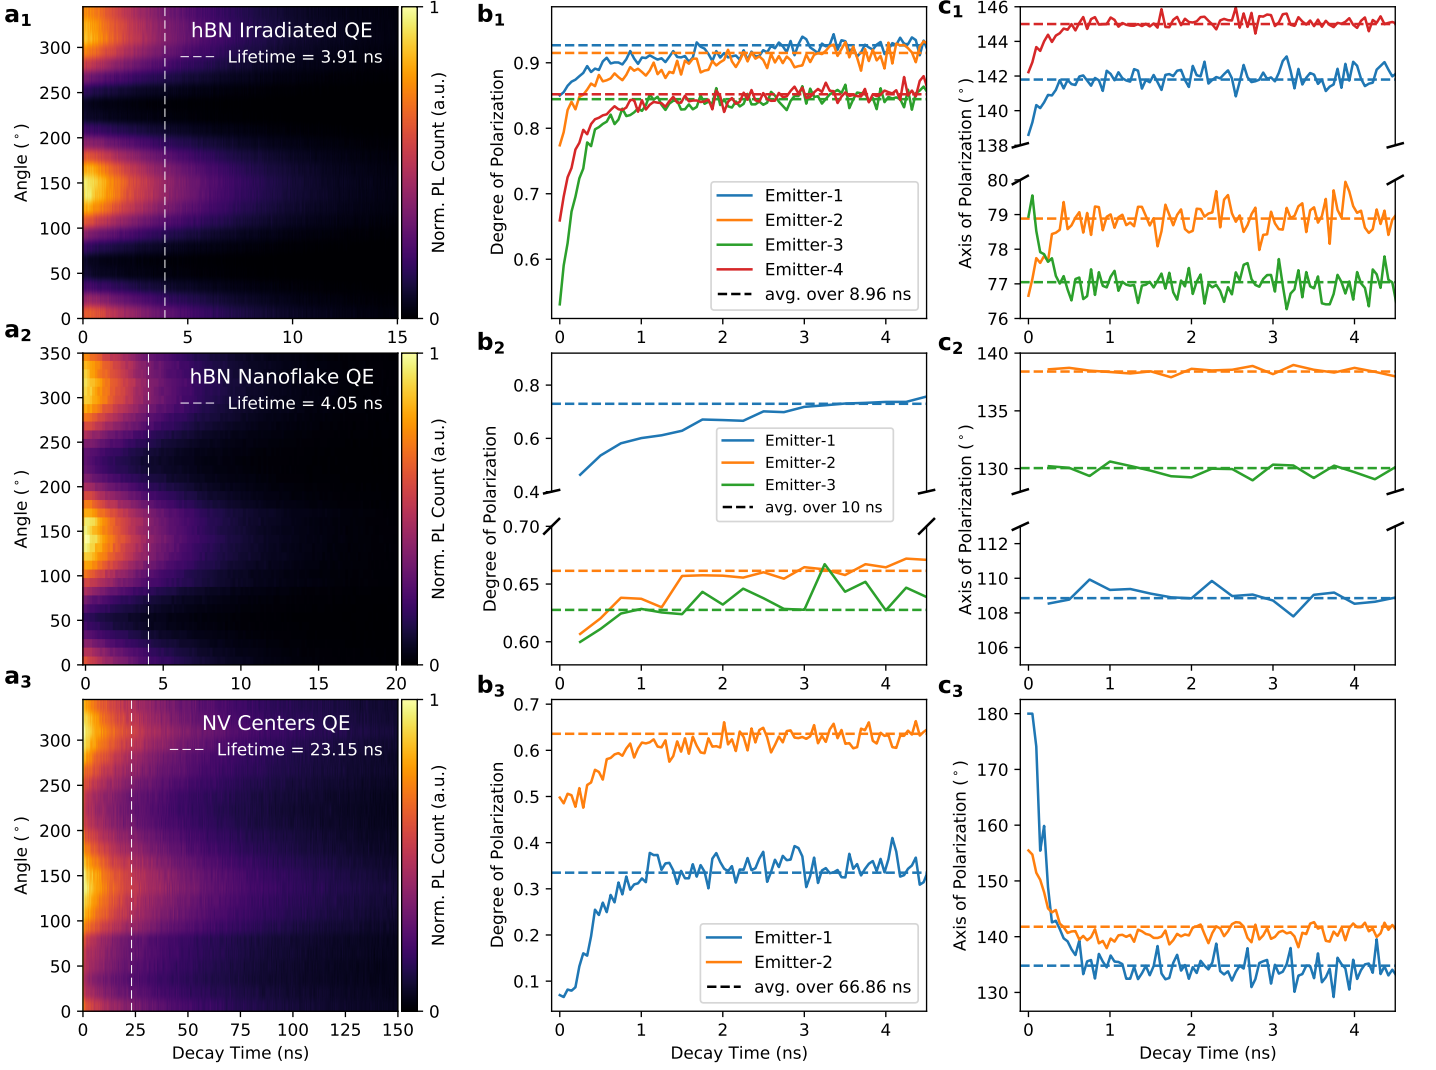 a1
hBN Irradiated QE
Lifetime = 3.91 ns
Angle (°)
300
250
200
150
100
50
0
0 5 10 15
1
0
Norm. PL Count (a.u.)
b1
Degree of Polarization
0.9
0.8
0.7
0.6
Emitter-1
Emitter-2
Emitter-3
Emitter-4
avg. over 8.96 ns
0 1 2 3 4
c1
Axis of Polarization (°)
146
144
142
140
138
80
79
78
77
76
0 1 2 3 4
a2
hBN Nanoflake QE
Lifetime = 4.05 ns
Angle (°)
350
300
250
200
150
100
50
0
0 5 10 15 20
1
0
Norm. PL Count (a.u.)
b2
Degree of Polarization
Degree of Polarization
0.8
0.6
0.4
0.70
0.65
0.60
Emitter-1
Emitter-2
Emitter-3
avg. over 10 ns
0 1 2 3 4
c2
Axis of Polarization (°)
140
135
130
112
110
108
106
0 1 2 3 4
a3
NV Centers QE
Lifetime = 23.15 ns
Angle (°)
300
250
200
150
100
50
0
0 25 50 75 100 125 150
Decay Time (ns)
1
0
Norm. PL Count (a.u.)
b3
Degree of Polarization
0.7
0.6
0.5
0.4
0.3
0.2
0.1
Emitter-1
Emitter-2
avg. over 66.86 ns
0 1 2 3 4
Decay Time (ns)
c3
Axis of Polarization (°)
180
170
160
150
140
130
0 1 2 3 4
Decay Time (ns)